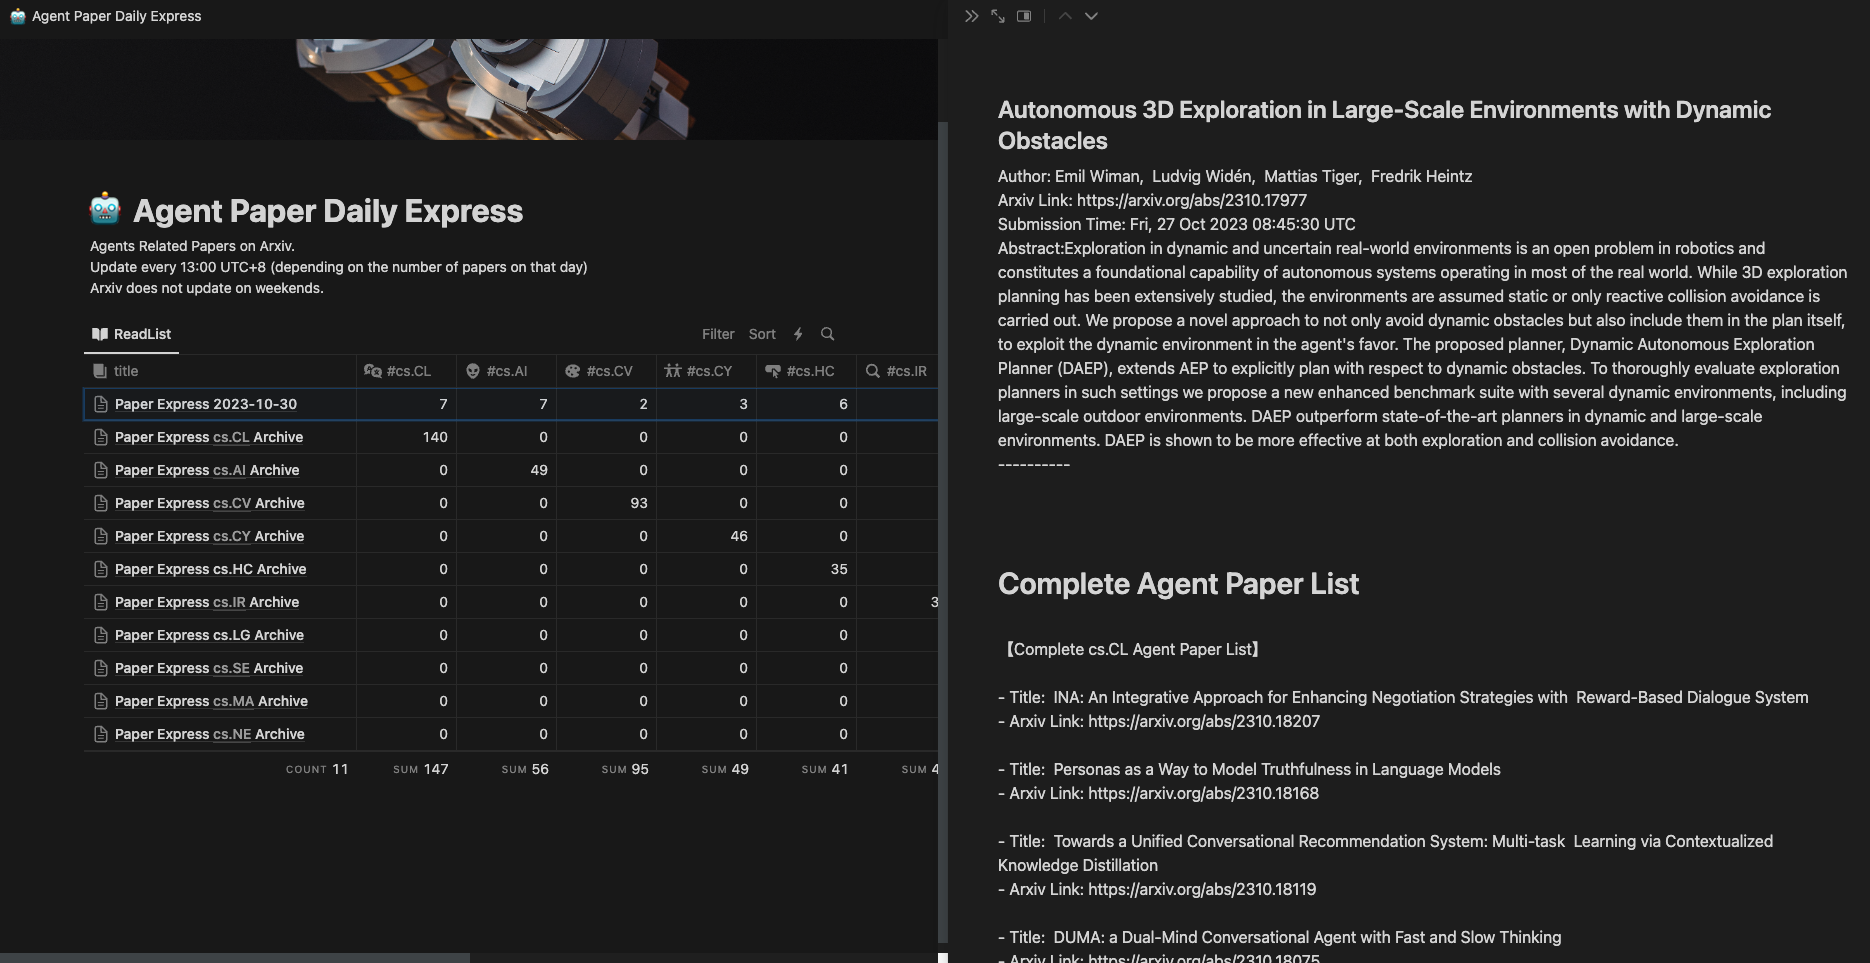 Agent Paper Daily Express
Agent Paper Daily Express
Agents Related Papers on Arxiv.
Update every 13:00 UTC+8 (depending on the number of papers on that day)
Arxiv does not update on weekends.
ReadList Filter Sort
title #cs.CL #cs.AI #cs.CV #cs.CY #cs.HC #cs.IR
Paper Express 2023-10-30 7 7 2 3 6
Paper Express cs.CL Archive 140 0 0 0 0
Paper Express cs.AI Archive 0 49 0 0 0
Paper Express cs.CV Archive 0 0 93 0 0
Paper Express cs.CY Archive 0 0 0 46 0
Paper Express cs.HC Archive 0 0 0 0 35
Paper Express cs.IR Archive 0 0 0 0 0 3
Paper Express cs.LG Archive 0 0 0 0 0
Paper Express cs.SE Archive 0 0 0 0 0
Paper Express cs.MA Archive 0 0 0 0 0
Paper Express cs.NE Archive 0 0 0 0 0
COUNT 11 SUM 147 SUM 56 SUM 95 SUM 49 SUM 41 SUM 4
Autonomous 3D Exploration in Large-Scale Environments with Dynamic
Obstacles
Author: Emil Wiman, Ludvig Widén, Mattias Tiger, Fredrik Heintz
Arxiv Link: https://arxiv.org/abs/2310.17977
Submission Time: Fri, 27 Oct 2023 08:45:30 UTC
Abstract:Exploration in dynamic and uncertain real-world environments is an open problem in robotics and
constitutes a foundational capability of autonomous systems operating in most of the real world. While 3D exploration
planning has been extensively studied, the environments are assumed static or only reactive collision avoidance is
carried out. We propose a novel approach to not only avoid dynamic obstacles but also include them in the plan itself,
to exploit the dynamic environment in the agent's favor. The proposed planner, Dynamic Autonomous Exploration
Planner (DAEP), extends AEP to explicitly plan with respect to dynamic obstacles. To thoroughly evaluate exploration
planners in such settings we propose a new enhanced benchmark suite with several dynamic environments, including
large-scale outdoor environments. DAEP outperform state-of-the-art planners in dynamic and large-scale
environments. DAEP is shown to be more effective at both exploration and collision avoidance.
----------
Complete Agent Paper List
【Complete cs.CL Agent Paper List】
- Title: INA: An Integrative Approach for Enhancing Negotiation Strategies with Reward-Based Dialogue System
- Arxiv Link: https://arxiv.org/abs/2310.18207
- Title: Personas as a Way to Model Truthfulness in Language Models
- Arxiv Link: https://arxiv.org/abs/2310.18168
- Title: Towards a Unified Conversational Recommendation System: Multi-task Learning via Contextualized
Knowledge Distillation
- Arxiv Link: https://arxiv.org/abs/2310.18119
- Title: DUMA: a Dual-Mind Conversational Agent with Fast and Slow Thinking
- Arxiv Link: https://arxiv.org/abs/2310.18075